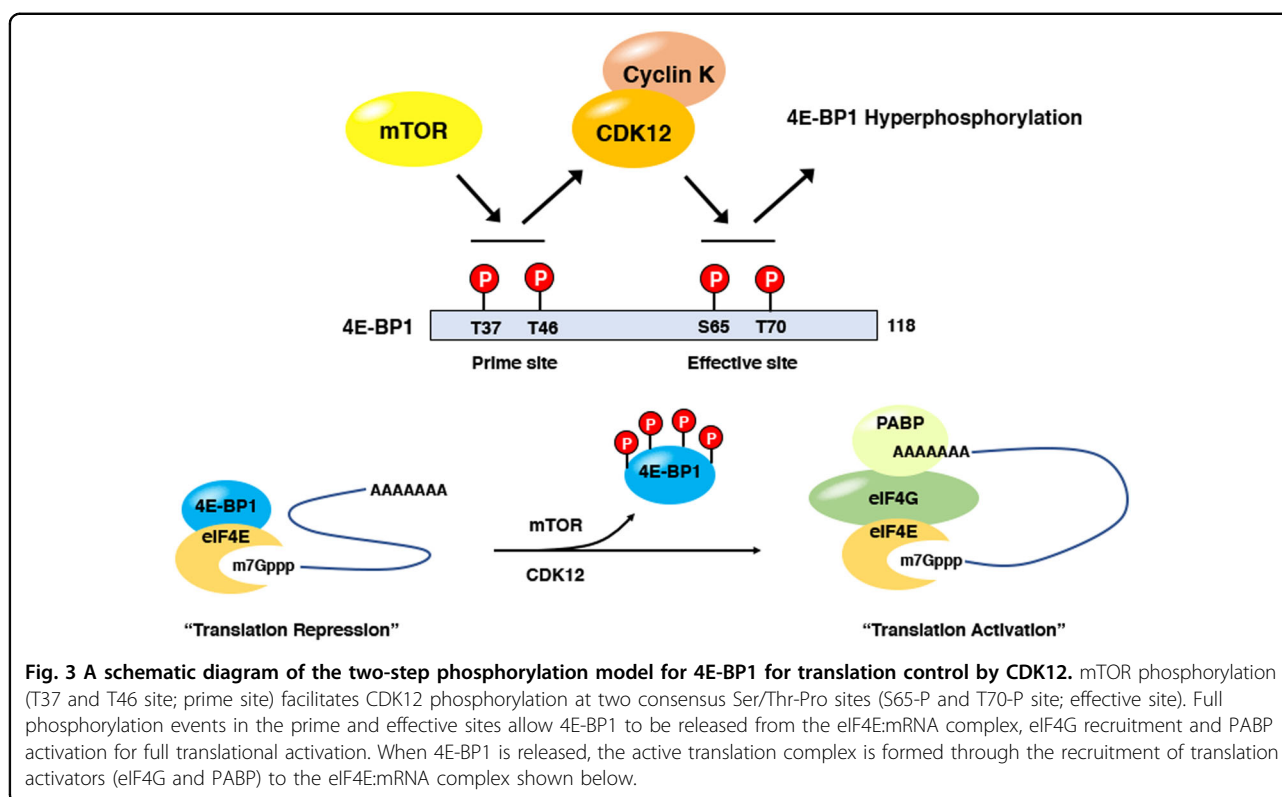 Cyclin K
mTOR
CDK12
4E-BP1 Hyperphosphorylation
P P P P
4E-BP1 T37 T46 S65 T70 118
Prime site Effective site
P P P P
4E-BP1
PABP
AAAAAAA
AAAAAAA
4E-BP1
eIF4G
eIF4E
mTOR
eIF4E
m7Gppp
m7Gppp
CDK12
"Translation Repression" "Translation Activation"
Fig. 3 A schematic diagram of the two-step phosphorylation model for 4E-BP1 for translation control by CDK12. mTOR phosphorylation
(T37 and T46 site; prime site) facilitates CDK12 phosphorylation at two consensus Ser/Thr-Pro sites (S65-P and T70-P site; effective site). Full
phosphorylation events in the prime and effective sites allow 4E-BP1 to be released from the eIF4E:mRNA complex, eIF4G recruitment and PABP
activation for full translational activation. When 4E-BP1 is released, the active translation complex is formed through the recruitment of translation
activators (eIF4G and PABP) to the eIF4E:mRNA complex shown below.